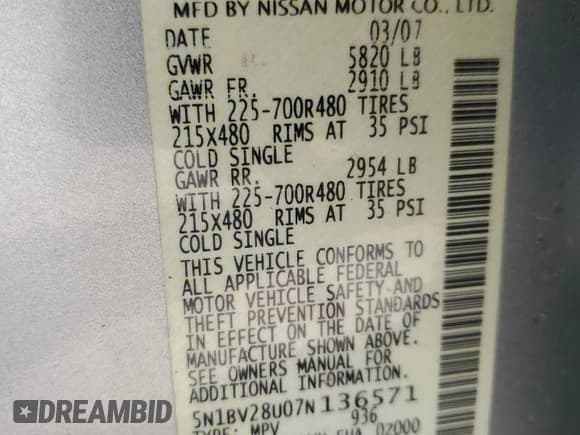 MFD BY NISSAN MOTOR CO., LTD.
DATE 03/07
GVWR 5820 LB
GAWR FR. 2910 LB
WITH 225-700R480 TIRES
215X480 RIMS AT 35 PSI
COLD SINGLE
GAWR RR. 2954 LB
WITH 225-700R480 TIRES
215X480 RIMS AT 35 PSI
COLD SINGLE
THIS VEHICLE CONFORMS TO
ALL APPLICABLE FEDERAL
MOTOR VEHICLE SAFETY AND
THEFT PREVENTION STANDARDS
IN EFFECT ON THE DATE OF
MANUFACTURE SHOWN ABOVE.
SEE OWNERS MANUAL FOR
ADDITIONAL INFORMATION.
5N1BV28U07N136571
936
TYPE: MPV
02000
DREAMBID